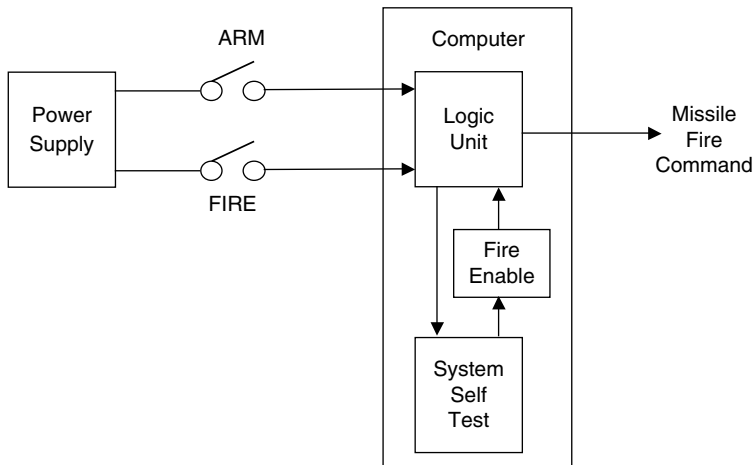 ARM
Computer
Power
Supply
Logic
Unit
Missile
Fire
Command
FIRE
Fire
Enable
System
Self
Test